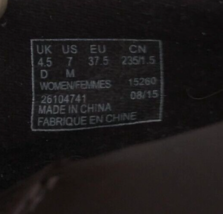 UK US EU CN
4.5 7 37.5 235/1.5
D M
WOMEN/FEMMES 15260
26104741 08/15
MADE IN CHINA
FABRIQUE EN CHINE